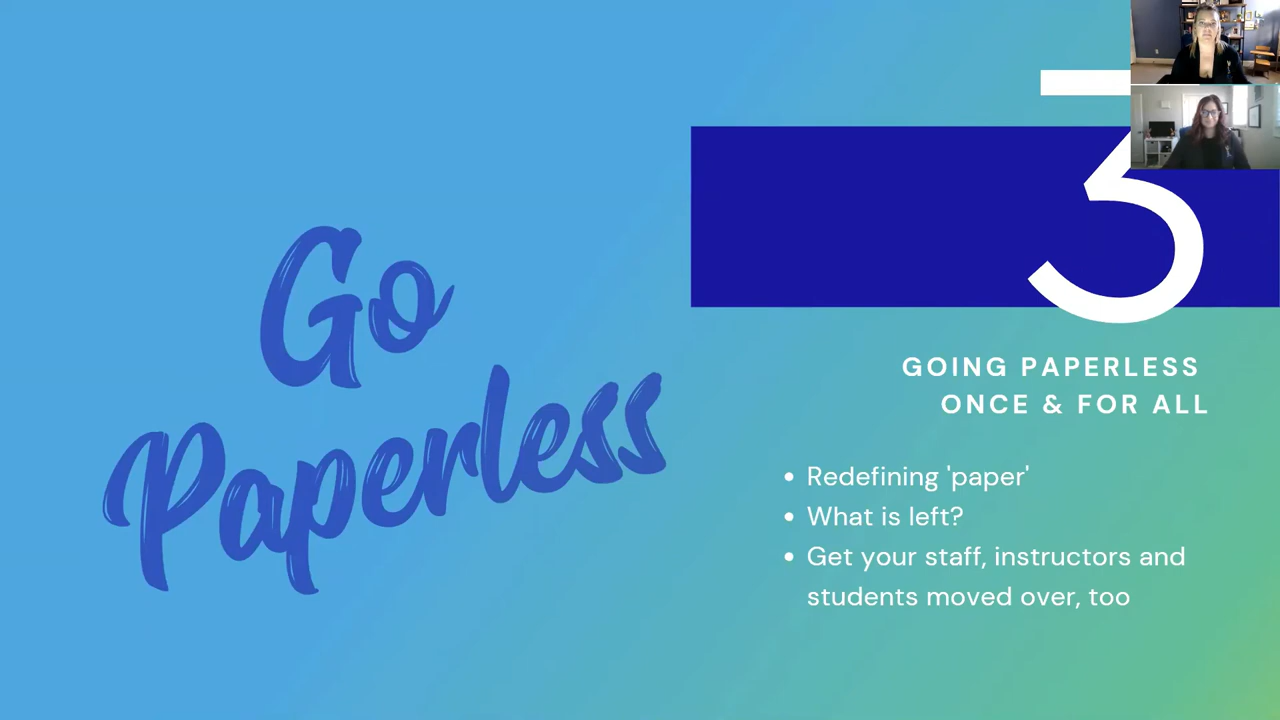 Go
Paperless
3
GOING PAPERLESS
ONCE & FOR ALL
• Redefining 'paper'
• What is left?
• Get your staff, instructors and
students moved over, too